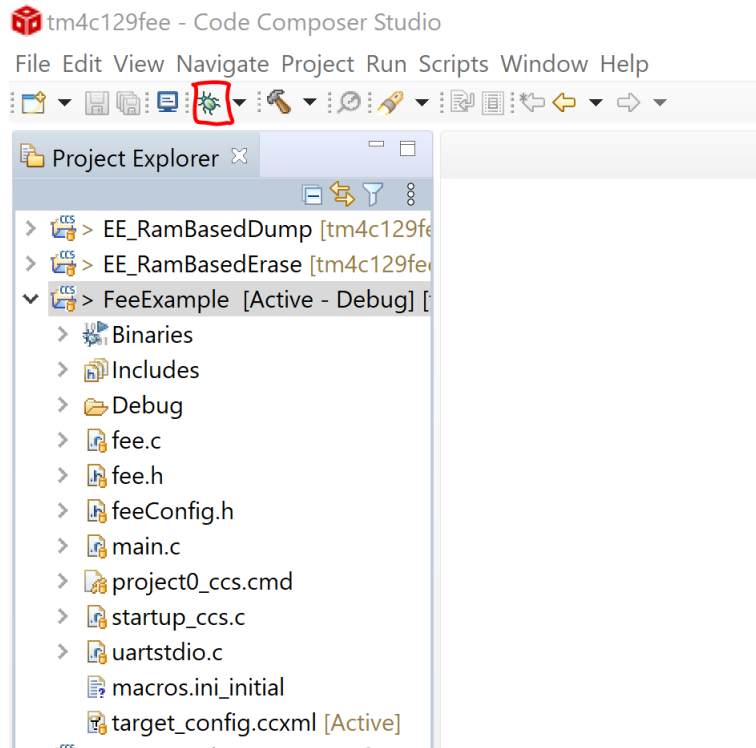 tm4c129fee - Code Composer Studio
File Edit View Navigate Project Run Scripts Window Help
Project Explorer
> EE_RamBasedDump [tm4c129fe
> EE_RamBasedErase [tm4c129fee
> FeeExample [Active - Debug] [
Binaries
Includes
Debug
fee.c
fee.h
feeConfig.h
main.c
project0_ccs.cmd
startup_ccs.c
uartstdio.c
macros.ini_initial
target_config.ccxml [Active]